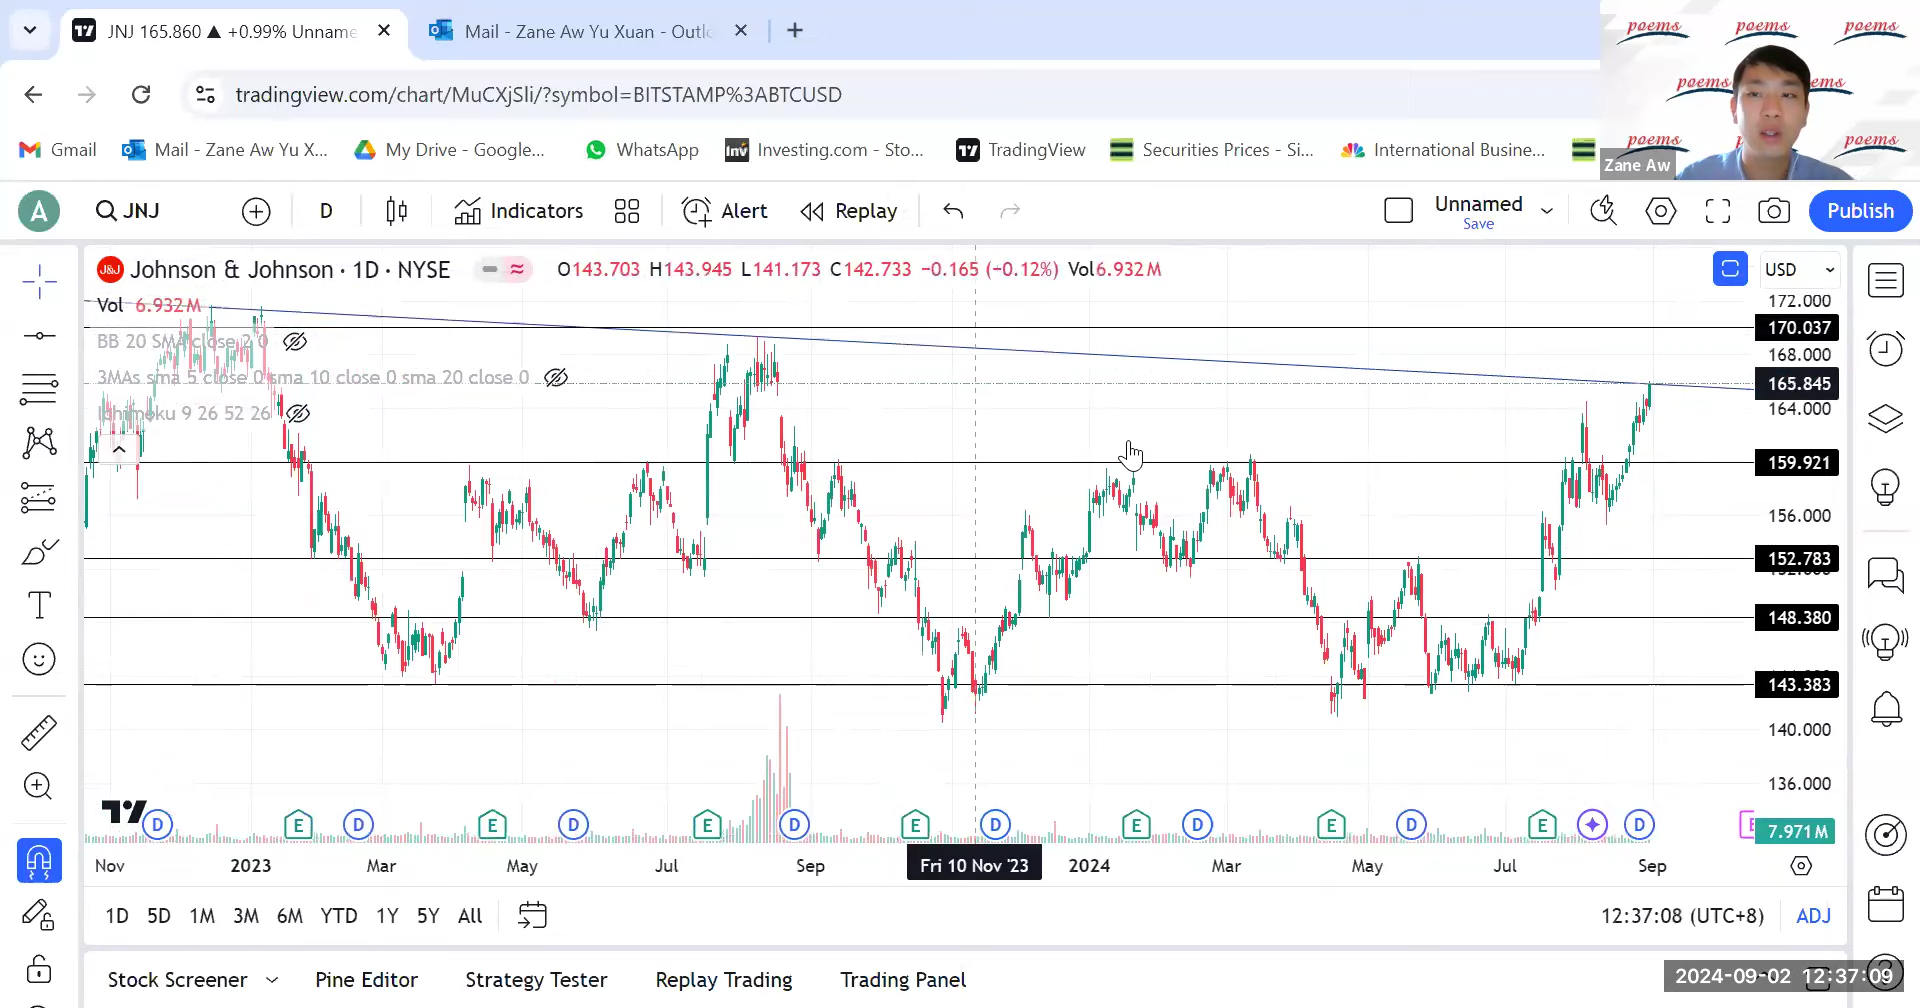 JNJ 165.860 ▲ +0.99% Unname
Mail - Zane Aw Yu Xuan - Outlo
tradingview.com/chart/MuCXjSli/?symbol=BITSTAMP%3ABTCUSD
Gmail
Mail - Zane Aw Yu X...
My Drive - Google...
WhatsApp
Inv
Investing.com - Sto...
TradingView
Securities Prices - Si...
International Busine...
poems poems poems
poems
poems poems
Zane Aw
A
JNJ
D
Indicators
Alert
Replay
Unnamed
Save
Publish
J&J
Johnson & Johnson · 1D · NYSE
O143.703 H143.945 L141.173 C142.733 −0.165 (−0.12%) Vol6.932M
USD
Vol 6.932M
BB 20 SMA close 2 0
3MAs sma 5 close 0 sma 10 close 0 sma 20 close 0
Ichimoku 9 26 52 26
172.000
170.037
168.000
165.845
164.000
159.921
156.000
152.783
148.380
143.383
140.000
136.000
7.971M
D E D E D E D E D E D E D E D
Nov 2023 Mar May Jul Sep Fri 10 Nov '23 2024 Mar May Jul Sep
1D 5D 1M 3M 6M YTD 1Y 5Y All
12:37:08 (UTC+8)
ADJ
Stock Screener
Pine Editor
Strategy Tester
Replay Trading
Trading Panel
2024-09-02 12:37:09